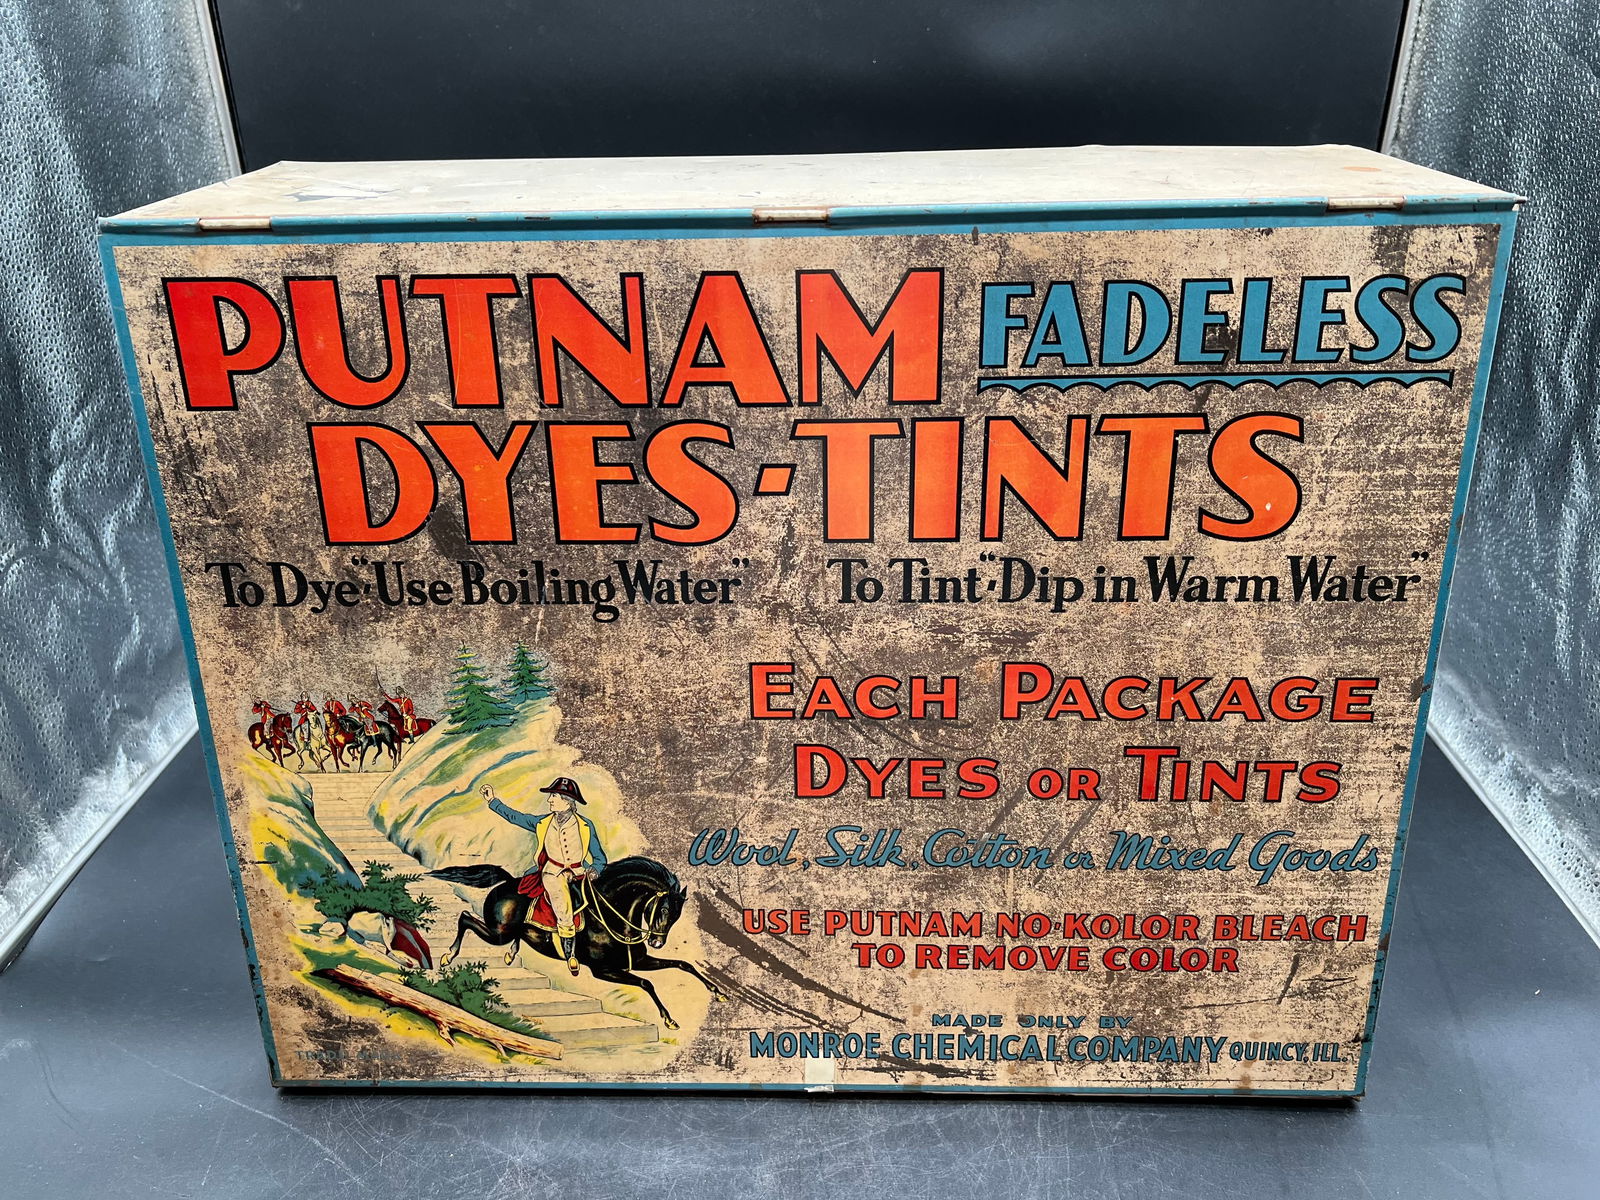 PUTNAM FADELESS
DYES-TINTS
To Dye-"Use Boiling Water" To Tint-"Dip in Warm Water"
EACH PACKAGE
DYES OR TINTS
Wool, Silk, Cotton or Mixed Goods
USE PUTNAM NO-KOLOR BLEACH
TO REMOVE COLOR
MADE ONLY BY
MONROE CHEMICAL COMPANY QUINCY, ILL.
TRADE MARK